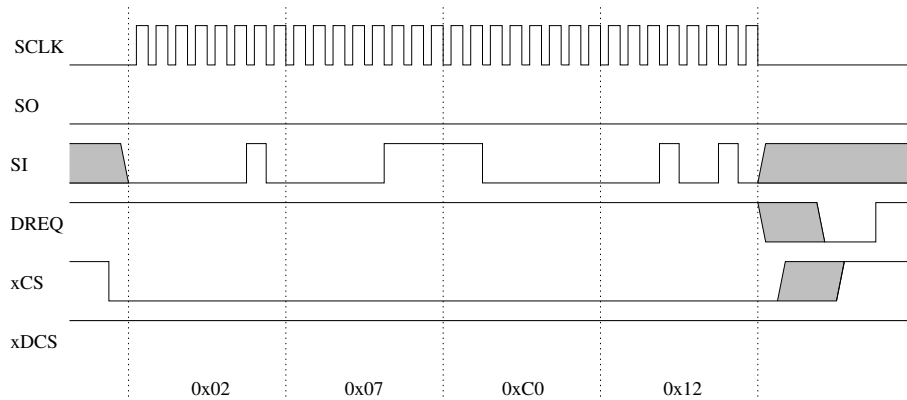 SCLK
SO
SI
DREQ
xCS
xDCS
0x02 0x07 0xC0 0x12